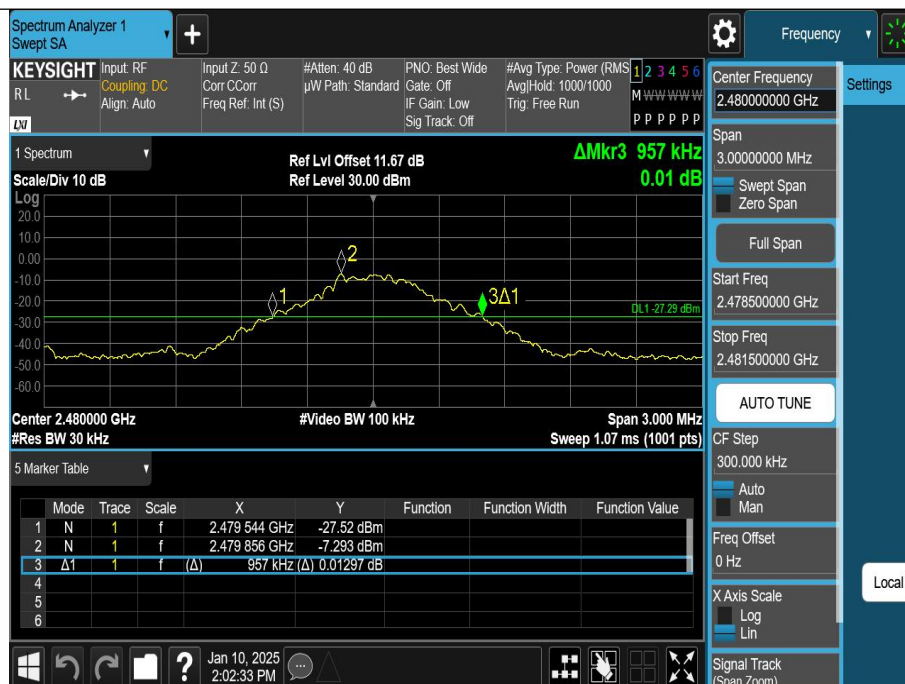 Spectrum Analyzer 1
Swept SA
+
Frequency
KEYSIGHT
RL
LXI
Input: RF
Coupling: DC
Align: Auto
Input Z: 50 Ω
Corr CCorr
Freq Ref: Int (S)
#Atten: 40 dB
µW Path: Standard
PNO: Best Wide
Gate: Off
IF Gain: Low
Sig Track: Off
#Avg Type: Power (RMS
Avg|Hold: 1000/1000
Trig: Free Run
1 2 3 4 5 6
M W W W W W
P P P P P P
1 Spectrum
Scale/Div 10 dB
Ref Lvl Offset 11.67 dB
Ref Level 30.00 dBm
ΔMkr3 957 kHz
0.01 dB
Log
20.0
10.0
0.00
-10.0
-20.0
-30.0
-40.0
-50.0
-60.0
1
2
3Δ1
DL1 -27.29 dBm
Center 2.480000 GHz
#Video BW 100 kHz
Span 3.000 MHz
#Res BW 30 kHz
Sweep 1.07 ms (1001 pts)
5 Marker Table
Mode Trace Scale X Y Function Function Width Function Value
1 N 1 f 2.479 544 GHz -27.52 dBm
2 N 1 f 2.479 856 GHz -7.293 dBm
3 Δ1 1 f (Δ) 957 kHz (Δ) 0.01297 dB
4
5
6
?
Jan 10, 2025
2:02:33 PM
Center Frequency
2.480000000 GHz
Settings
Span
3.00000000 MHz
Swept Span
Zero Span
Full Span
Start Freq
2.478500000 GHz
Stop Freq
2.481500000 GHz
AUTO TUNE
CF Step
300.000 kHz
Auto
Man
Freq Offset
0 Hz
Local
X Axis Scale
Log
Lin
Signal Track
(Span Zoom)